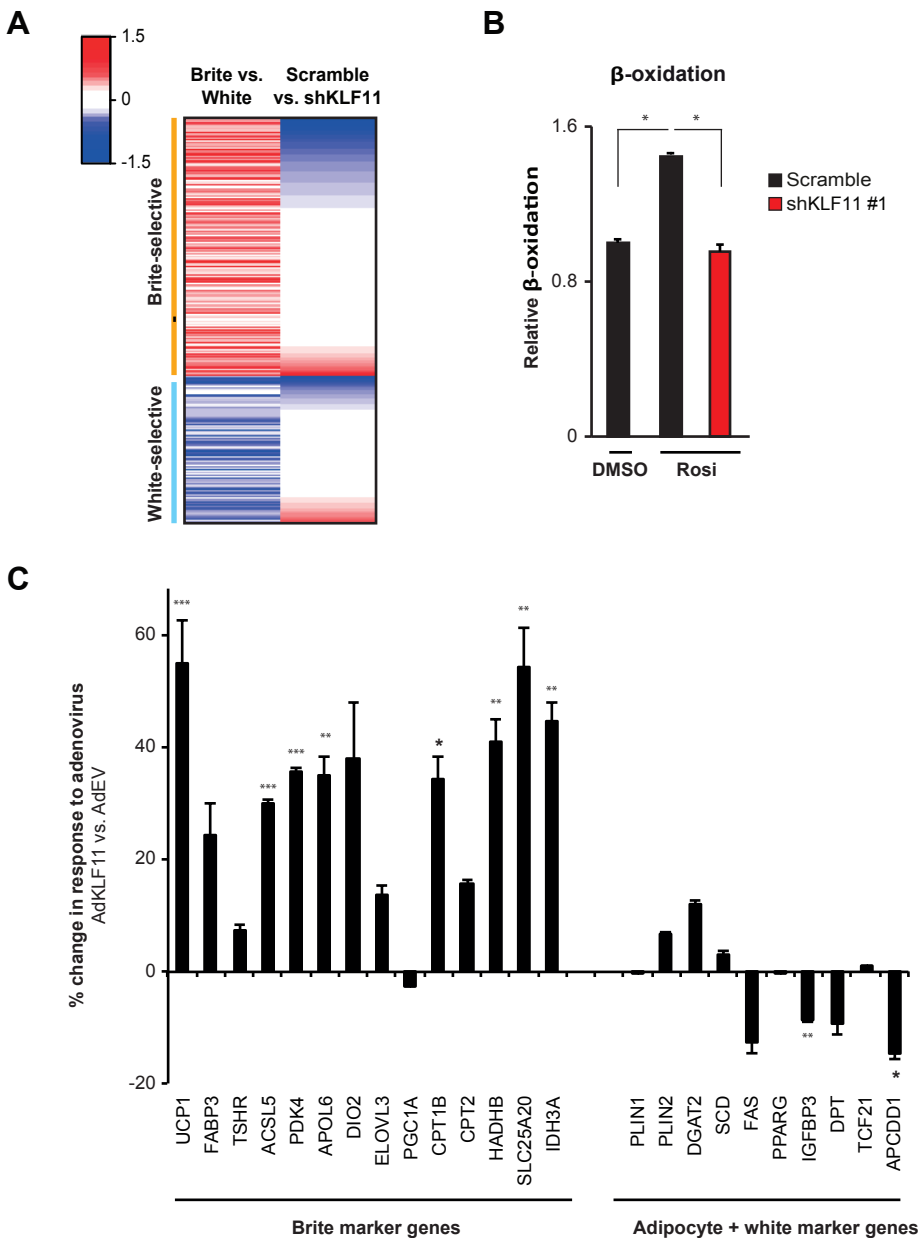 A
1.5
0
-1.5
Brite vs.
White
Scramble
vs. shKLF11
Brite-selective
White-selective
B
β-oxidation
Relative β-oxidation
1.6
0.8
0
*
*
Scramble
shKLF11 #1
DMSO
Rosi
C
% change in response to adenovirus
AdKLF11 vs. AdEV
60
40
20
0
-20
***
***
***
**
*
**
**
**
**
*
UCP1
FABP3
TSHR
ACSL5
PDK4
APOL6
DIO2
ELOVL3
PGC1A
CPT1B
CPT2
HADHB
SLC25A20
IDH3A
PLIN1
PLIN2
DGAT2
SCD
FAS
PPARG
IGFBP3
DPT
TCF21
APCDD1
Brite marker genes
Adipocyte + white marker genes